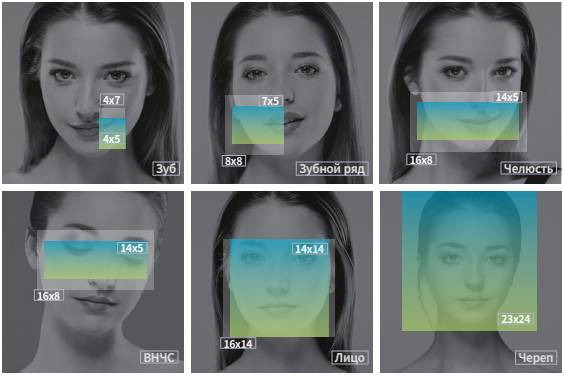 4x7
4x5
Зуб
7x5
8x8
Зубной ряд
14x5
16x8
Челюсть
14x5
16x8
ВНЧС
14x14
16x14
Лицо
23x24
Череп